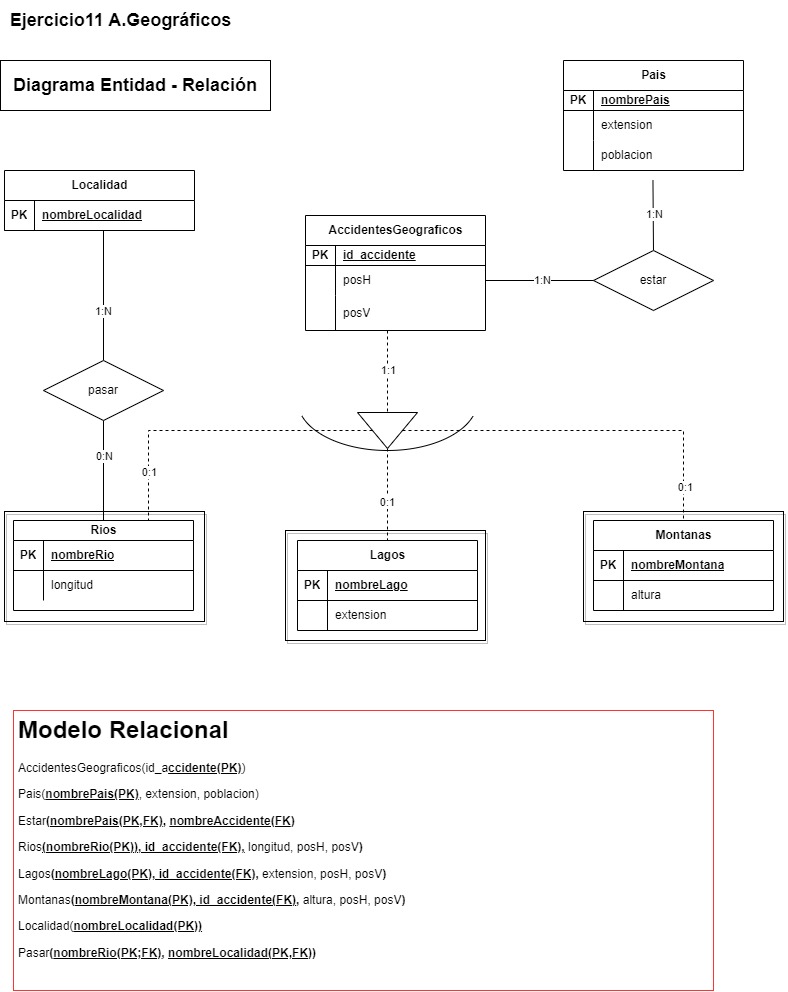 Ejercicio11 A.Geográficos
Diagrama Entidad - Relación
Pais
PK nombrePais
extension
poblacion
1:N
estar
1:N
Localidad
PK nombreLocalidad
1:N
pasar
0:N
AccidentesGeograficos
PK id_accidente
posH
posV
1:1
0:1
0:1
0:1
Rios
PK nombreRio
longitud
Lagos
PK nombreLago
extension
Montanas
PK nombreMontana
altura
Modelo Relacional
AccidentesGeograficos(id_accidente(PK))
Pais(nombrePais(PK), extension, poblacion)
Estar(nombrePais(PK,FK), nombreAccidente(FK)
Rios(nombreRio(PK)), id_accidente(FK), longitud, posH, posV)
Lagos(nombreLago(PK), id_accidente(FK), extension, posH, posV)
Montanas(nombreMontana(PK), id_accidente(FK), altura, posH, posV)
Localidad(nombreLocalidad(PK))
Pasar(nombreRio(PK;FK), nombreLocalidad(PK,FK))